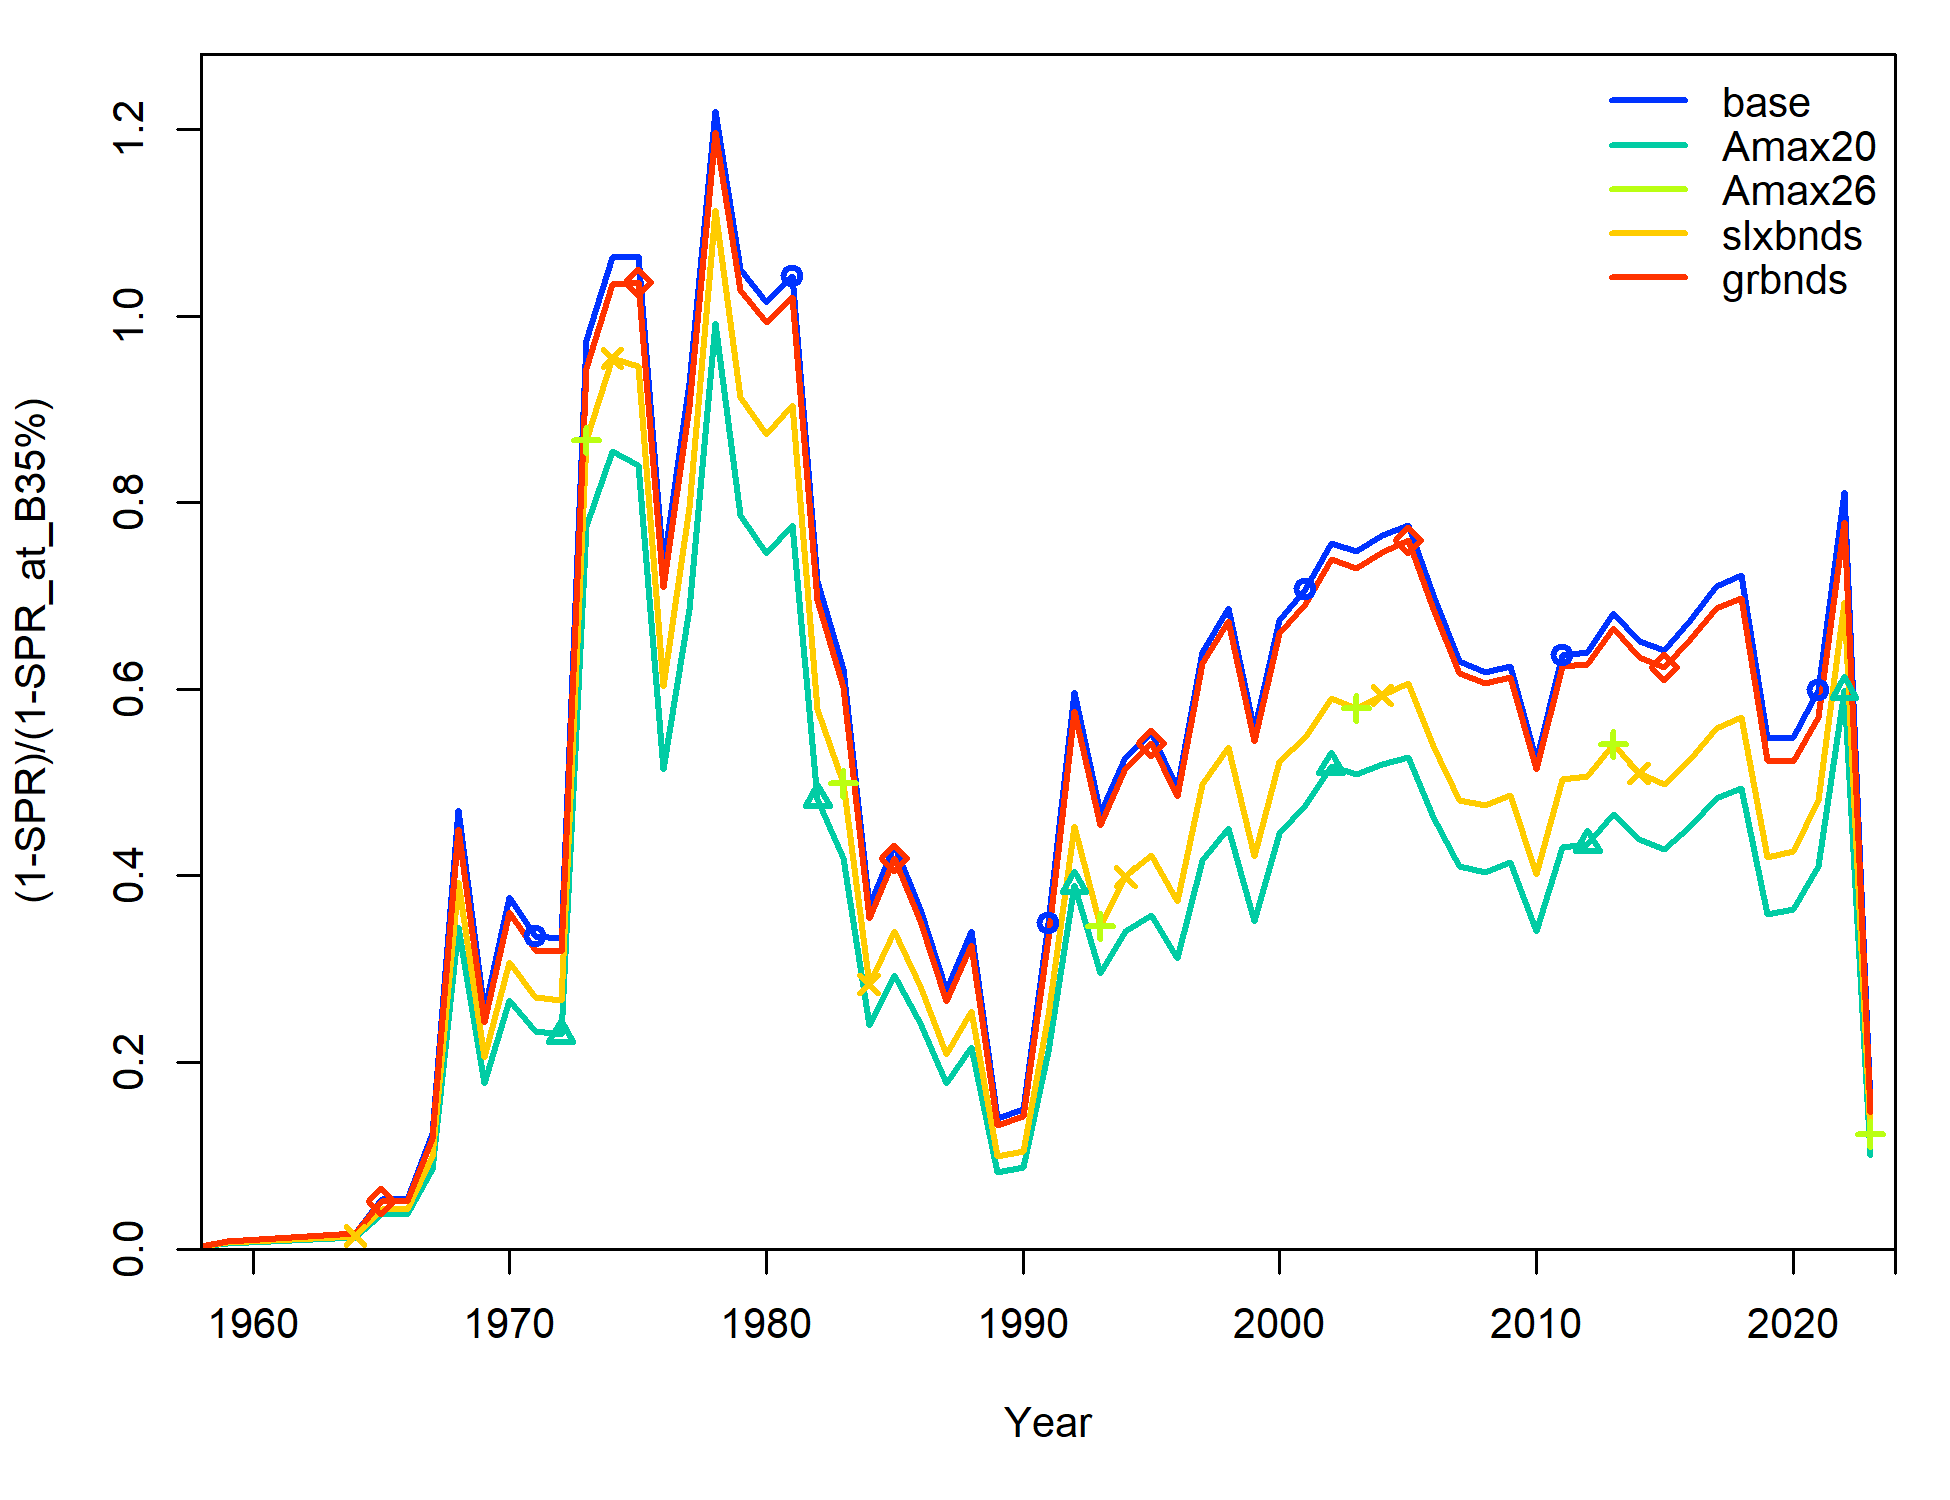 base
Amax20
Amax26
slxbnds
grbnds
(1-SPR)/(1-SPR_at_B35%)
1.2
1.0
0.8
0.6
0.4
0.2
0.0
1960 1970 1980 1990 2000 2010 2020
Year